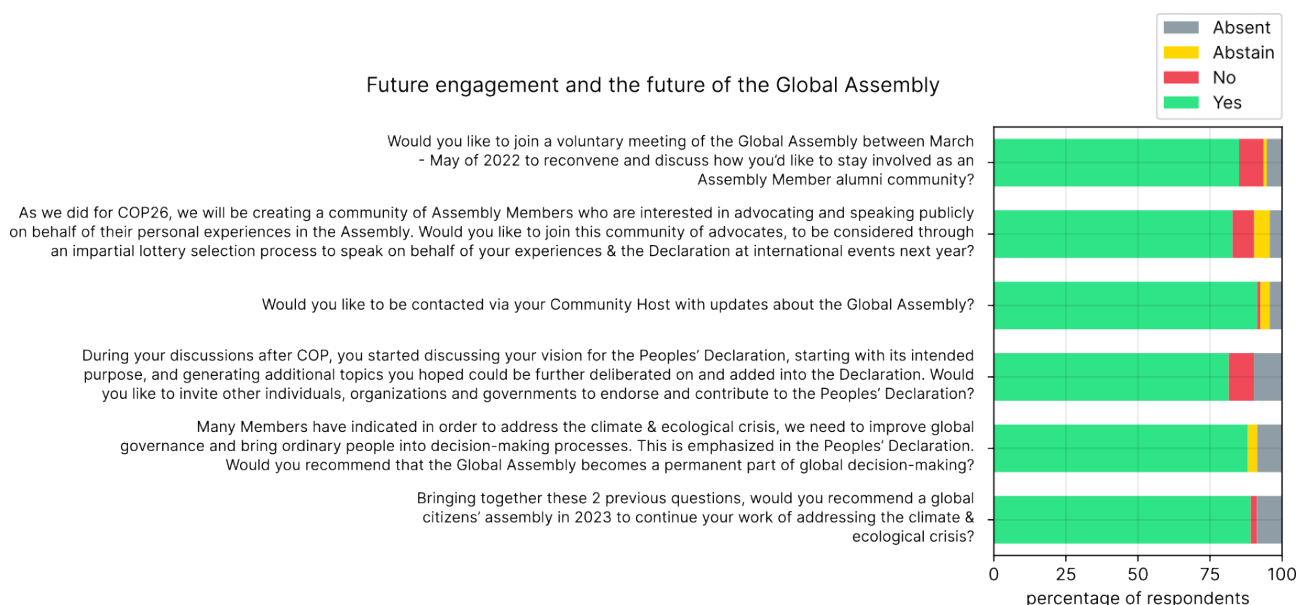 Absent
Abstain
No
Yes
Future engagement and the future of the Global Assembly
Would you like to join a voluntary meeting of the Global Assembly between March
- May of 2022 to reconvene and discuss how you'd like to stay involved as an
Assembly Member alumni community?
As we did for COP26, we will be creating a community of Assembly Members who are interested in advocating and speaking publicly
on behalf of their personal experiences in the Assembly. Would you like to join this community of advocates, to be considered through
an impartial lottery selection process to speak on behalf of your experiences & the Declaration at international events next year?
Would you like to be contacted via your Community Host with updates about the Global Assembly?
During your discussions after COP, you started discussing your vision for the Peoples' Declaration, starting with its intended
purpose, and generating additional topics you hoped could be further deliberated on and added into the Declaration. Would
you like to invite other individuals, organizations and governments to endorse and contribute to the Peoples' Declaration?
Many Members have indicated in order to address the climate & ecological crisis, we need to improve global
governance and bring ordinary people into decision-making processes. This is emphasized in the Peoples' Declaration.
Would you recommend that the Global Assembly becomes a permanent part of global decision-making?
Bringing together these 2 previous questions, would you recommend a global
citizens' assembly in 2023 to continue your work of addressing the climate &
ecological crisis?
0 25 50 75 100
percentage of respondents